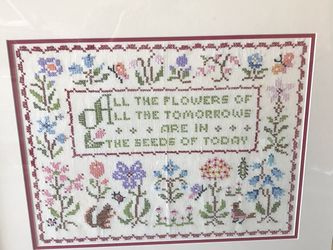 ALL THE FLOWERS OF
ALL THE TOMORROWS
ARE IN
THE SEEDS OF TODAY